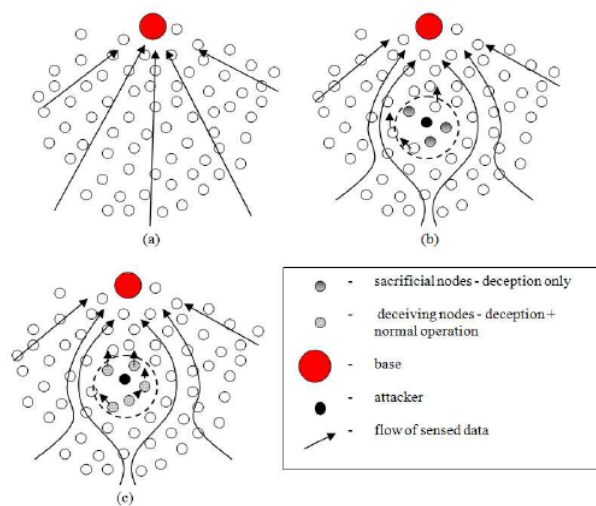 (a)
(b)
(c)
- sacrificial nodes - deception only
- deceiving nodes - deception +
normal operation
- base
- attacker
- flow of sensed data